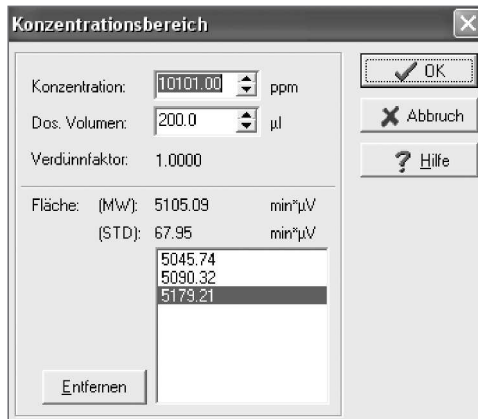 Konzentrationsbereich
Konzentration: 10101.00 ppm
Dos. Volumen: 200.0 µl
Verdünnfaktor: 1.0000
Fläche: (MW): 5105.09 min*µV
(STD): 67.95 min*µV
5045.74
5090.32
5179.21
Entfernen
OK
Abbruch
Hilfe